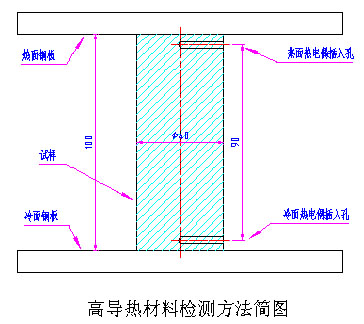 热面钢板
热面热电偶插入孔
100
φ40
90
试样
冷面钢板
冷面热电偶插入孔
高导热材料检测方法简图